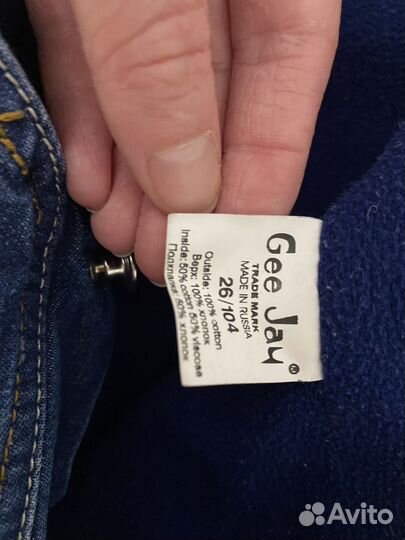 Gee Jay®
TRADE MARK
MADE IN RUSSIA
26/104
Outside: 100% cotton
Верх: 100% хлопок
Inside: 50% cotton 50% viscose
Подкладка: 50% хлопок
Avito